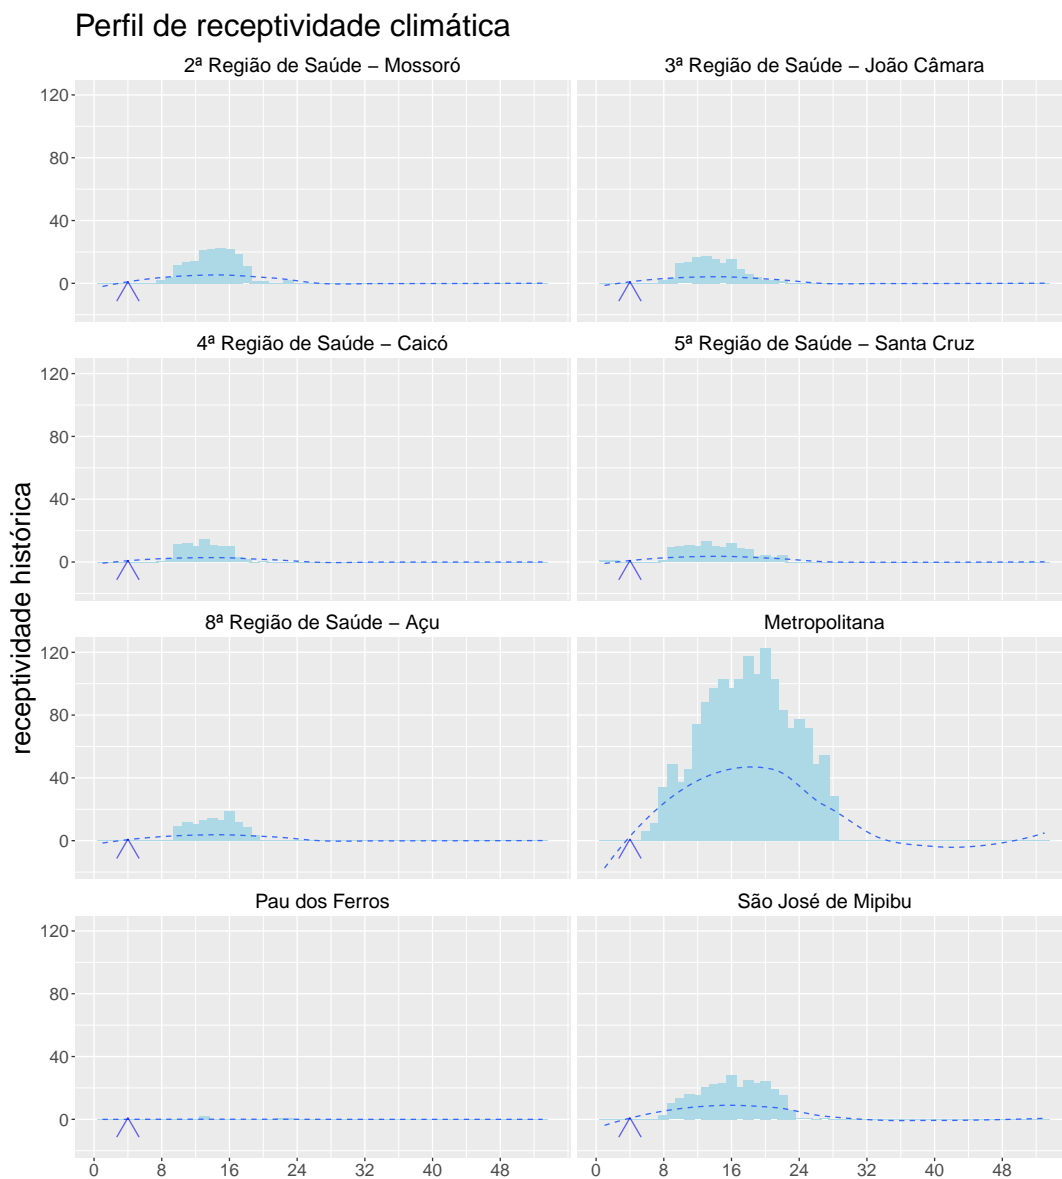 Perfil de receptividade climática
2ª Região de Saúde – Mossoró
3ª Região de Saúde – João Câmara
120
80
40
0
4ª Região de Saúde – Caicó
5ª Região de Saúde – Santa Cruz
120
80
40
0
receptividade histórica
8ª Região de Saúde – Açu
Metropolitana
120
80
40
0
Pau dos Ferros
São José de Mipibu
120
80
40
0
0 8 16 24 32 40 48
0 8 16 24 32 40 48